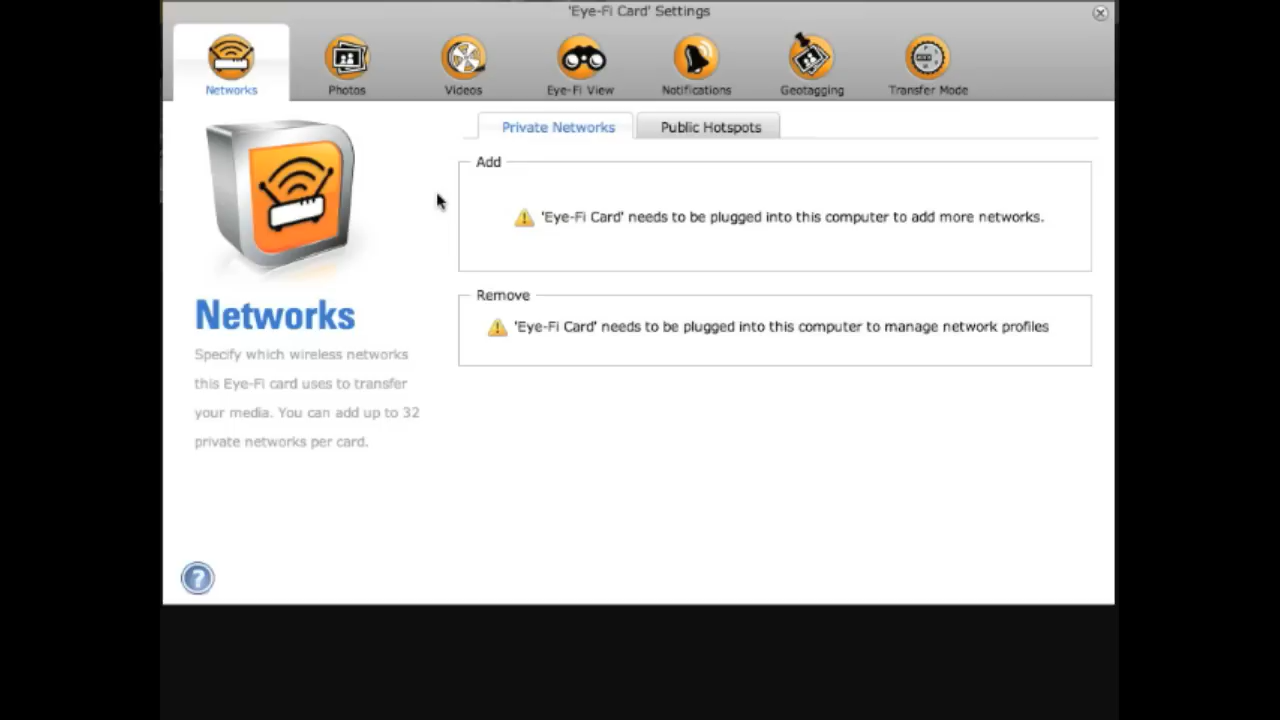 'Eye-Fi Card' Settings
Networks
Photos
Videos
Eye-Fi View
Notifications
Geotagging
Transfer Mode
Private Networks
Public Hotspots
Add
'Eye-Fi Card' needs to be plugged into this computer to add more networks.
Remove
'Eye-Fi Card' needs to be plugged into this computer to manage network profiles
Networks
Specify which wireless networks
this Eye-Fi card uses to transfer
your media. You can add up to 32
private networks per card.
?